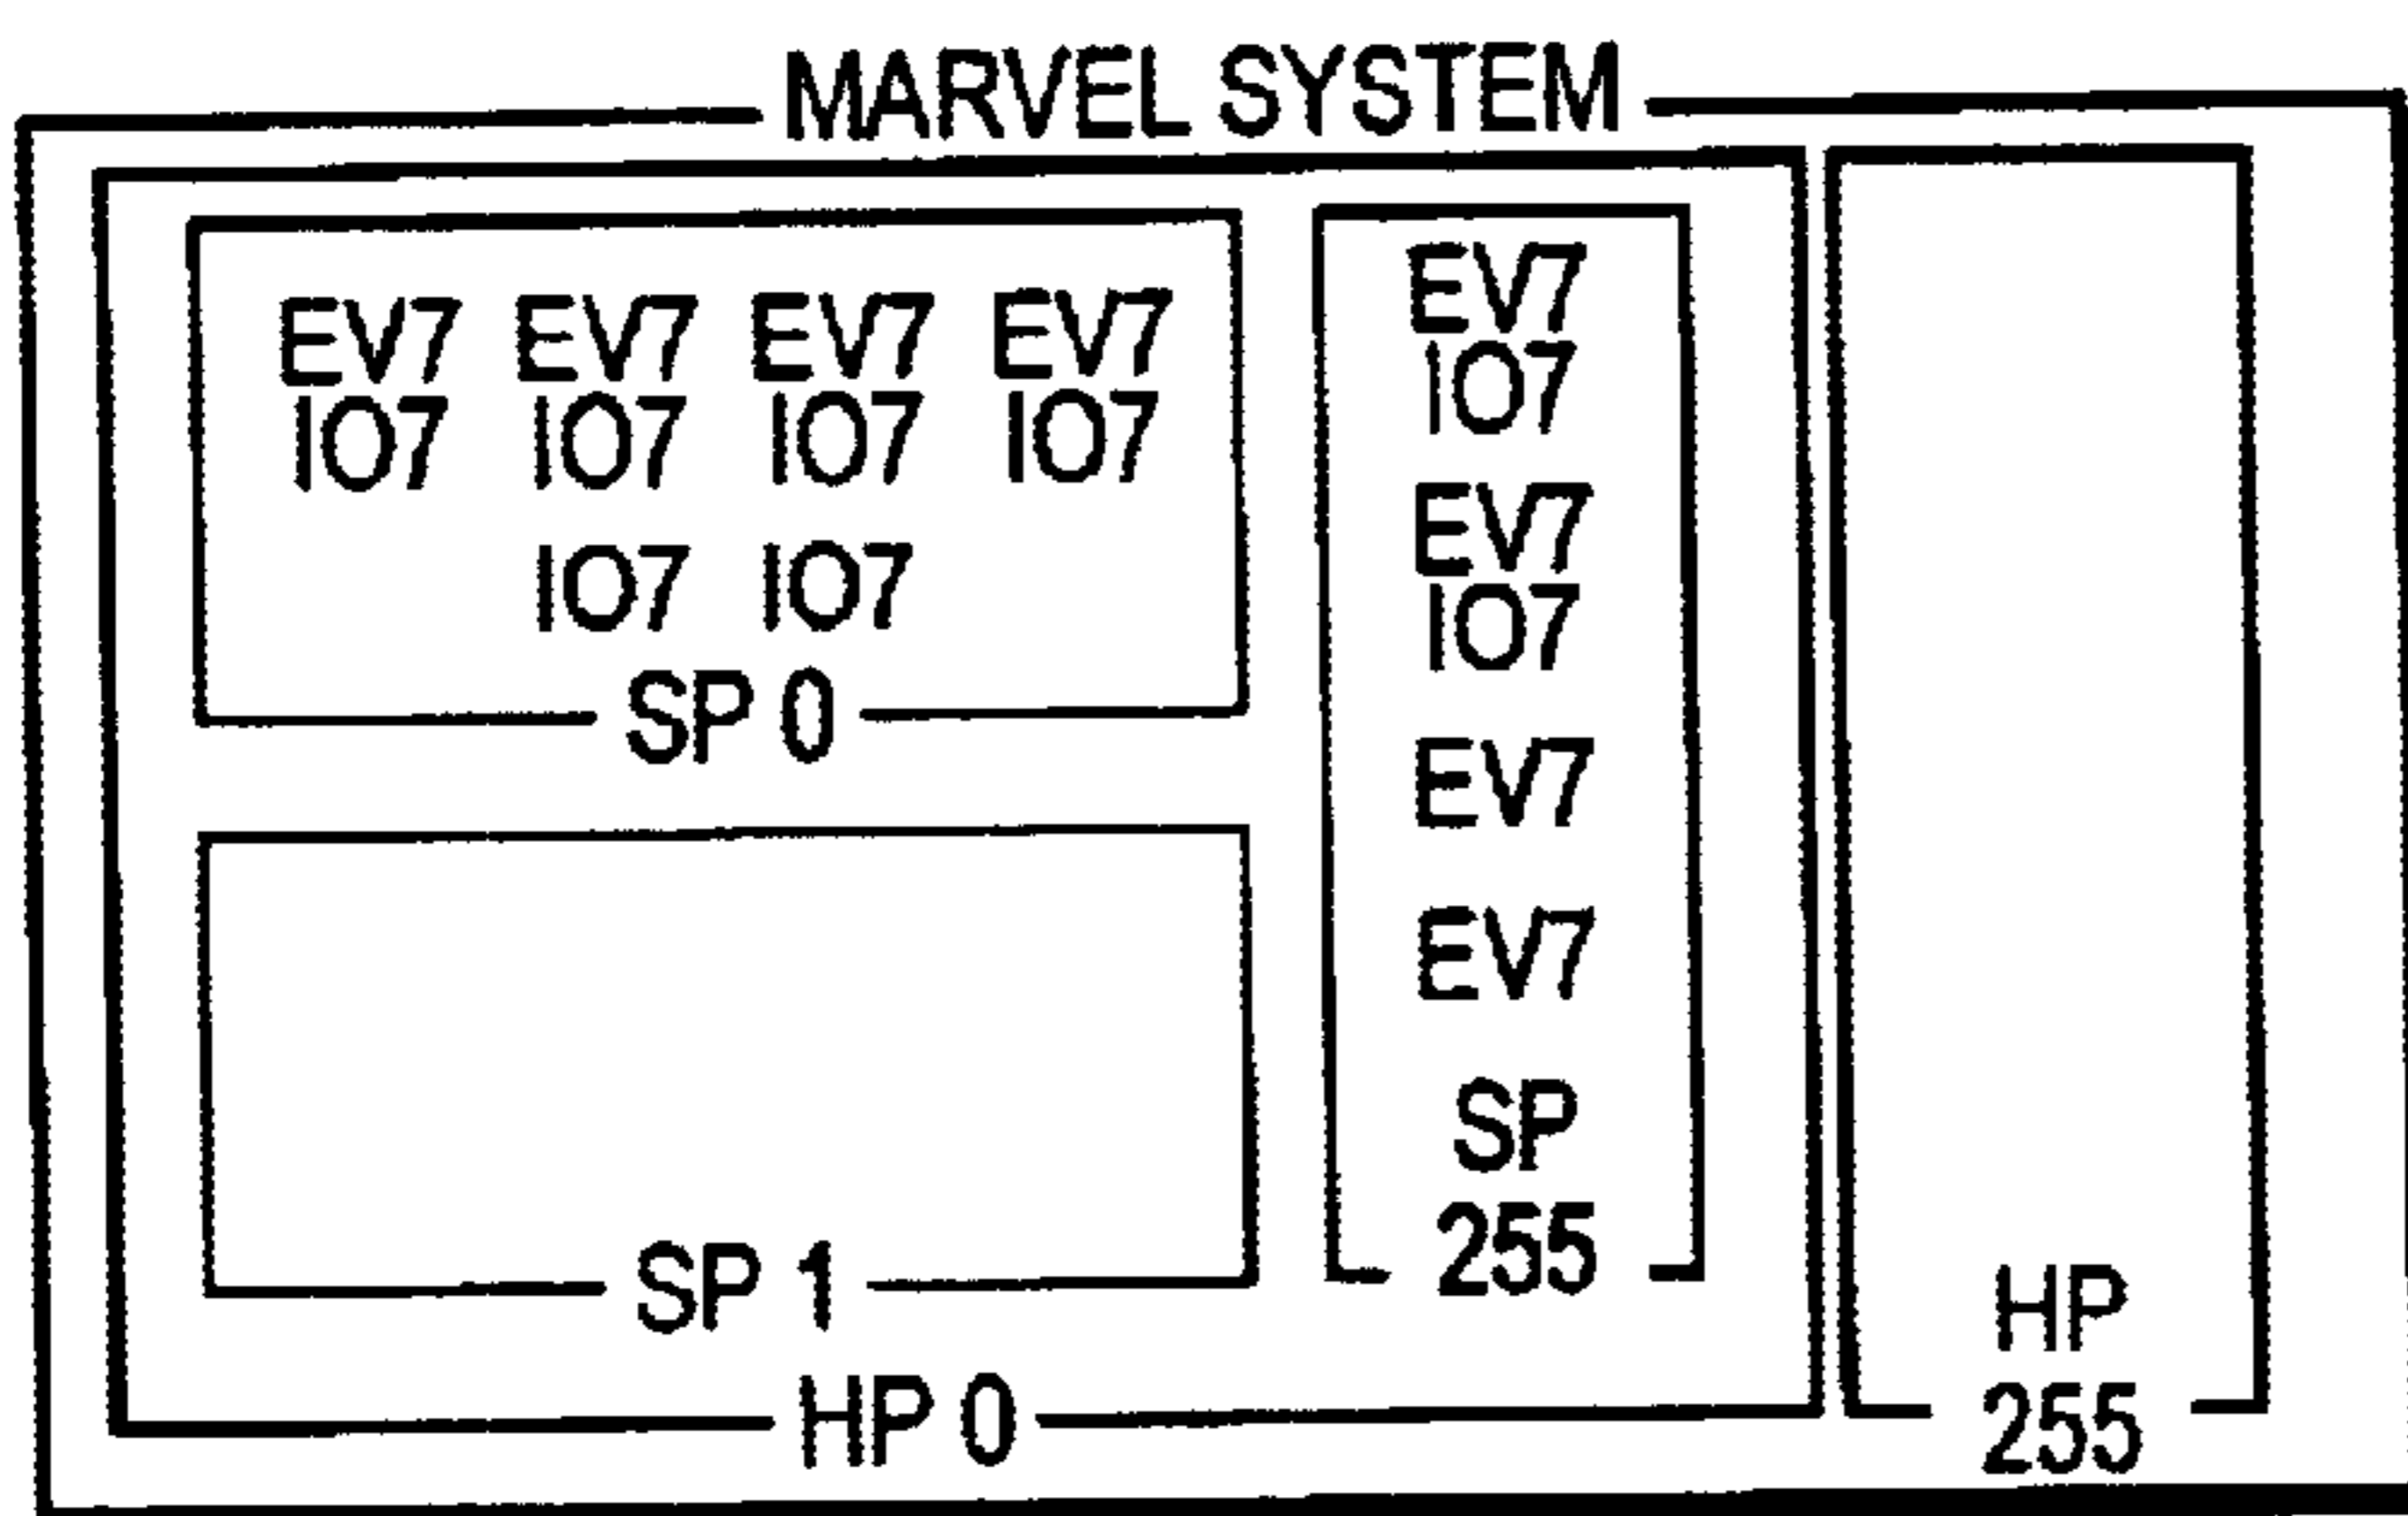 MARVEL SYSTEM
EV7 EV7 EV7 EV7
IO7 IO7 IO7 IO7
IO7 IO7
SP 0
SP 1
EV7
IO7
EV7
IO7
EV7
EV7
SP
255
HP 0
HP
255